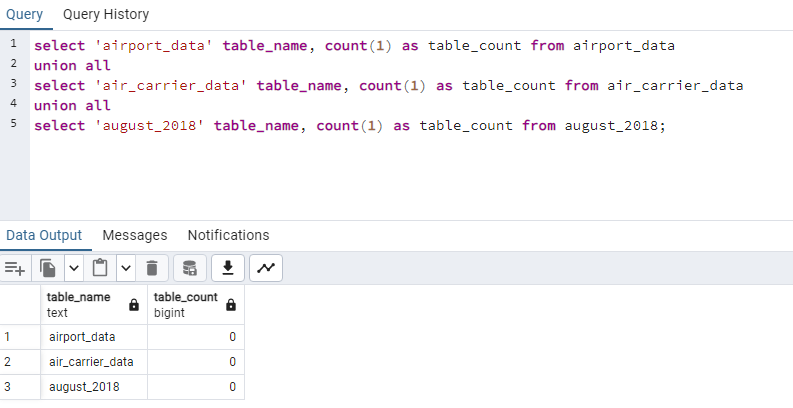 Query Query History
1 select 'airport_data' table_name, count(1) as table_count from airport_data
2 union all
3 select 'air_carrier_data' table_name, count(1) as table_count from air_carrier_data
4 union all
5 select 'august_2018' table_name, count(1) as table_count from august_2018;
Data Output Messages Notifications
table_name table_count
text bigint
1 airport_data 0
2 air_carrier_data 0
3 august_2018 0